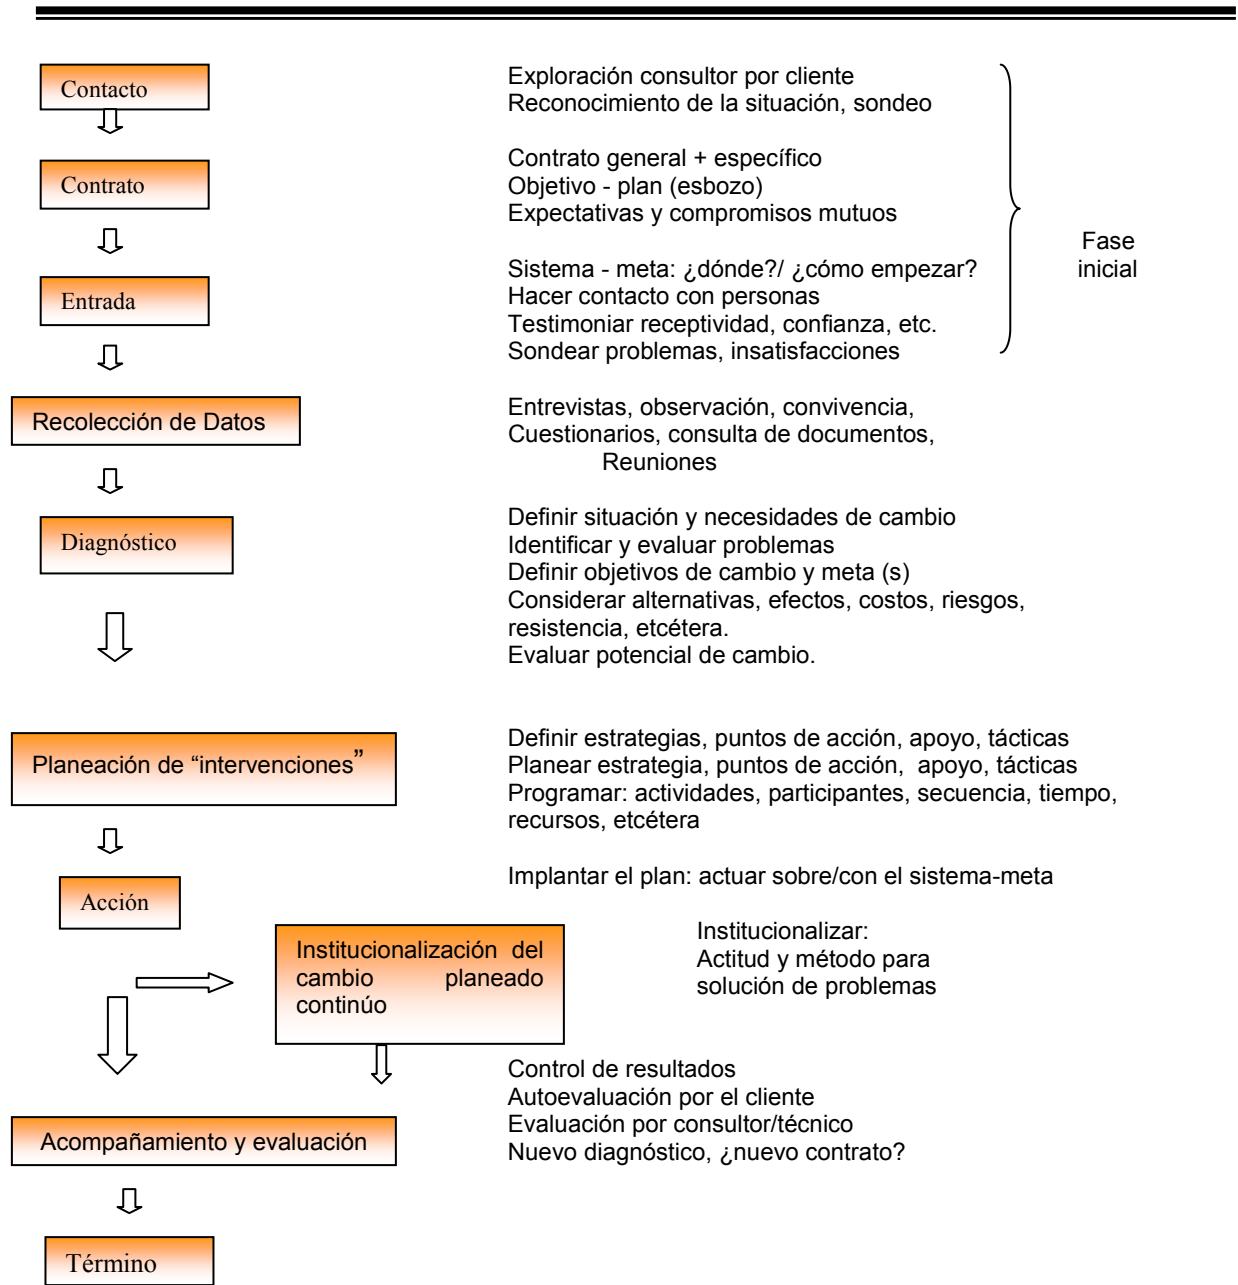 Contacto
Exploración consultor por cliente
Reconocimiento de la situación, sondeo
Contrato
Contrato general + específico
Objetivo - plan (esbozo)
Expectativas y compromisos mutuos
Fase
inicial
Entrada
Sistema - meta: ¿dónde?/ ¿cómo empezar?
Hacer contacto con personas
Testimoniar receptividad, confianza, etc.
Sondear problemas, insatisfacciones
Recolección de Datos
Entrevistas, observación, convivencia,
Cuestionarios, consulta de documentos,
Reuniones
Diagnóstico
Definir situación y necesidades de cambio
Identificar y evaluar problemas
Definir objetivos de cambio y meta (s)
Considerar alternativas, efectos, costos, riesgos,
resistencia, etcétera.
Evaluar potencial de cambio.
Planeación de “intervenciones”
Definir estrategias, puntos de acción, apoyo, tácticas
Planear estrategia, puntos de acción, apoyo, tácticas
Programar: actividades, participantes, secuencia, tiempo,
recursos, etcétera
Acción
Implantar el plan: actuar sobre/con el sistema-meta
Institucionalización del
cambio planeado
continúo
Institucionalizar:
Actitud y método para
solución de problemas
Acompañamiento y evaluación
Control de resultados
Autoevaluación por el cliente
Evaluación por consultor/técnico
Nuevo diagnóstico, ¿nuevo contrato?
Término